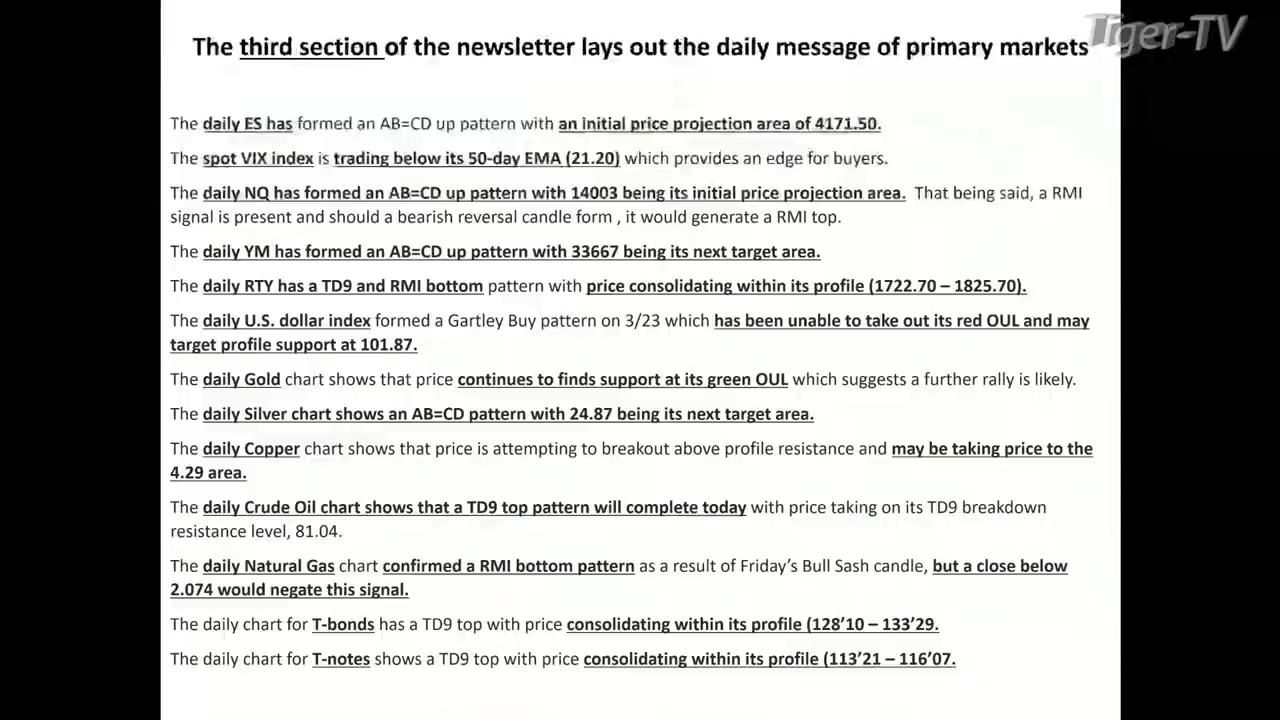 Tiger-TV
The third section of the newsletter lays out the daily message of primary markets
The daily ES has formed an AB=CD up pattern with an initial price projection area of 4171.50.
The spot VIX index is trading below its 50-day EMA (21.20) which provides an edge for buyers.
The daily NQ has formed an AB=CD up pattern with 14003 being its initial price projection area. That being said, a RMI
signal is present and should a bearish reversal candle form , it would generate a RMI top.
The daily YM has formed an AB=CD up pattern with 33667 being its next target area.
The daily RTY has a TD9 and RMI bottom pattern with price consolidating within its profile (1722.70 – 1825.70).
The daily U.S. dollar index formed a Gartley Buy pattern on 3/23 which has been unable to take out its red OUL and may
target profile support at 101.87.
The daily Gold chart shows that price continues to finds support at its green OUL which suggests a further rally is likely.
The daily Silver chart shows an AB=CD pattern with 24.87 being its next target area.
The daily Copper chart shows that price is attempting to breakout above profile resistance and may be taking price to the
4.29 area.
The daily Crude Oil chart shows that a TD9 top pattern will complete today with price taking on its TD9 breakdown
resistance level, 81.04.
The daily Natural Gas chart confirmed a RMI bottom pattern as a result of Friday's Bull Sash candle, but a close below
2.074 would negate this signal.
The daily chart for T-bonds has a TD9 top with price consolidating within its profile (128'10 – 133'29.
The daily chart for T-notes shows a TD9 top with price consolidating within its profile (113'21 – 116'07.